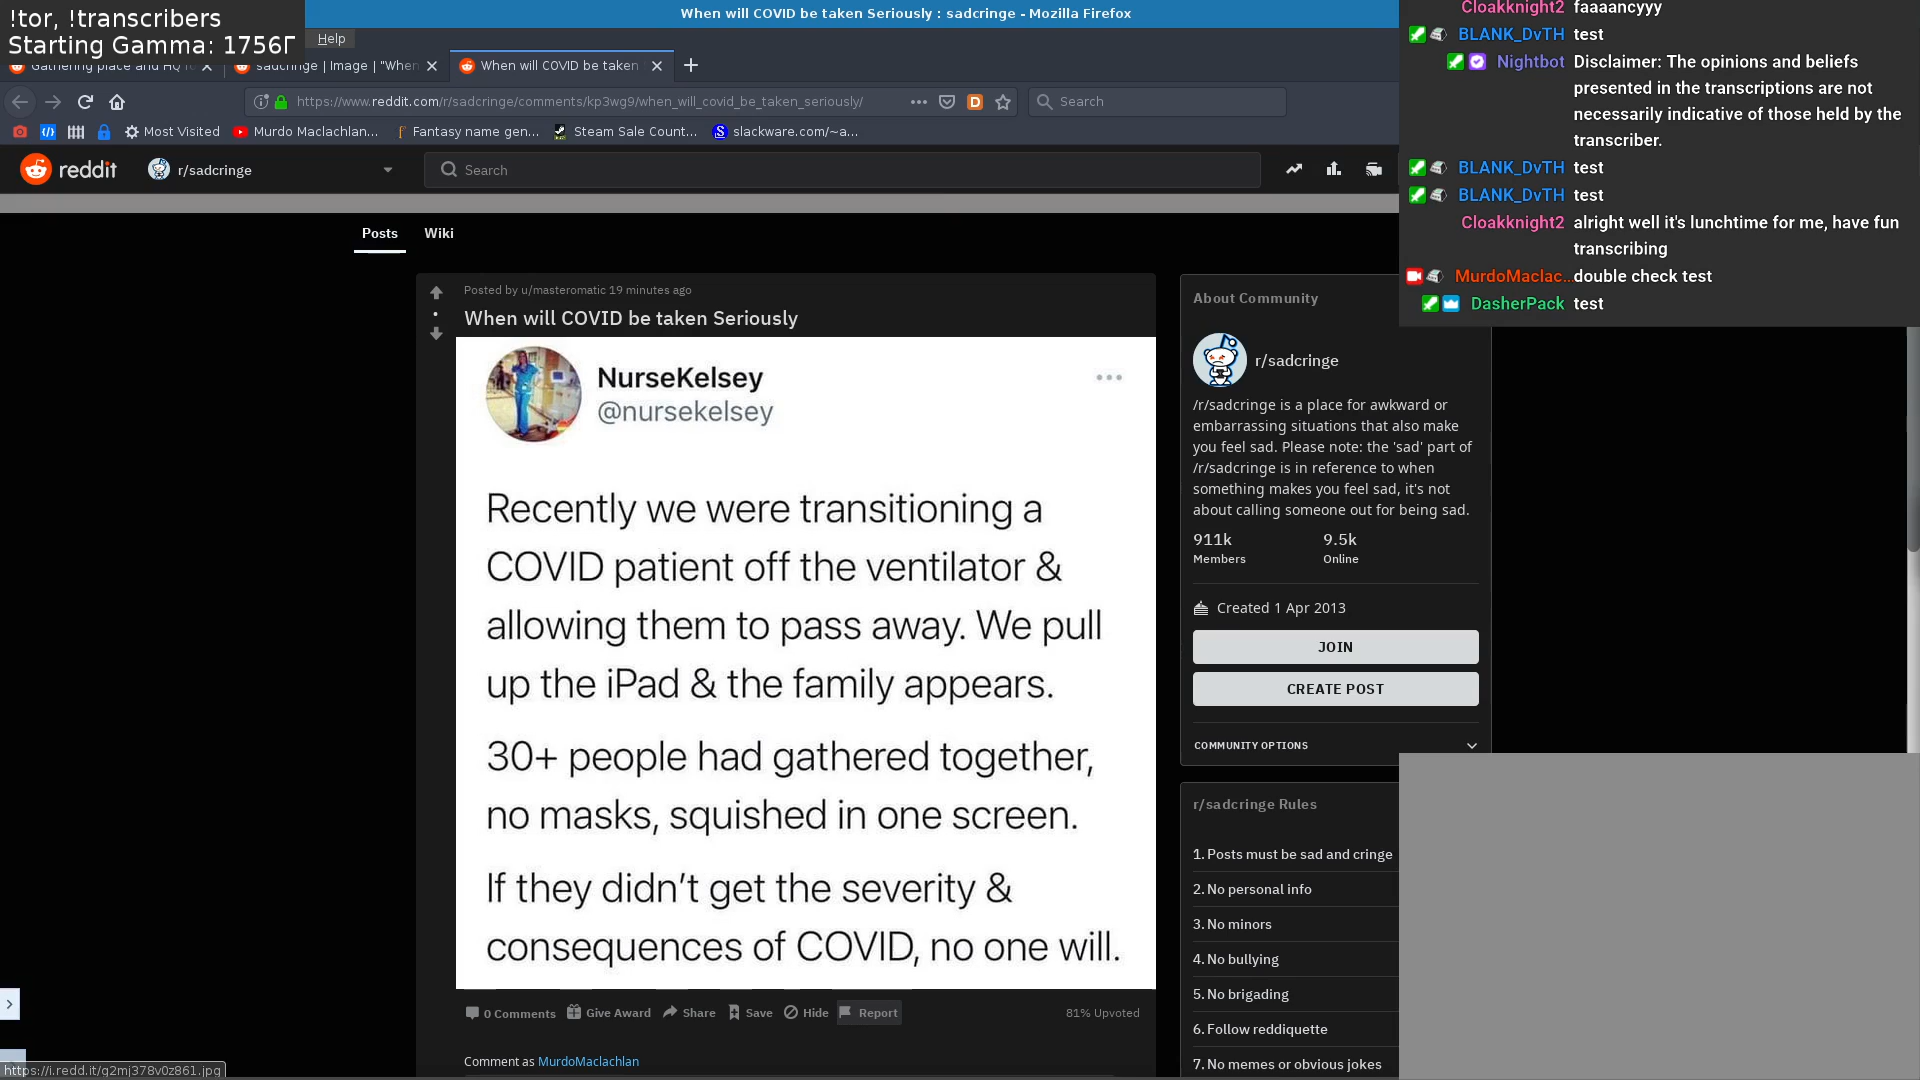 !tor, !transcribers
Starting Gamma: 1756Γ
When will COVID be taken Seriously : sadcringe - Mozilla Firefox
Help
Gathering place and HQ
sadcringe | Image | "When
When will COVID be taken
https://www.reddit.com/r/sadcringe/comments/kp3wg9/when_will_covid_be_taken_seriously/
Search
Most Visited
Murdo Maclachlan...
Fantasy name gen...
Steam Sale Count...
slackware.com/~a...
reddit
r/sadcringe
Search
Posts
Wiki
Posted by u/masteromatic 19 minutes ago
When will COVID be taken Seriously
NurseKelsey
@nursekelsey
Recently we were transitioning a
COVID patient off the ventilator &
allowing them to pass away. We pull
up the iPad & the family appears.
30+ people had gathered together,
no masks, squished in one screen.
If they didn't get the severity &
consequences of COVID, no one will.
0 Comments
Give Award
Share
Save
Hide
Report
81% Upvoted
Comment as MurdoMaclachlan
https://i.redd.it/g2mj378v0z861.jpg
About Community
r/sadcringe
/r/sadcringe is a place for awkward or
embarrassing situations that also make
you feel sad. Please note: the 'sad' part of
/r/sadcringe is in reference to when
something makes you feel sad, it's not
about calling someone out for being sad.
911k
Members
9.5k
Online
Created 1 Apr 2013
JOIN
CREATE POST
COMMUNITY OPTIONS
r/sadcringe Rules
1. Posts must be sad and cringe
2. No personal info
3. No minors
4. No bullying
5. No brigading
6. Follow reddiquette
7. No memes or obvious jokes
Cloakknight2 faaaancyyy
BLANK_DvTH test
Nightbot Disclaimer: The opinions and beliefs
presented in the transcriptions are not
necessarily indicative of those held by the
transcriber.
BLANK_DvTH test
BLANK_DvTH test
Cloakknight2 alright well it's lunchtime for me, have fun
transcribing
MurdoMaclac... double check test
DasherPack test